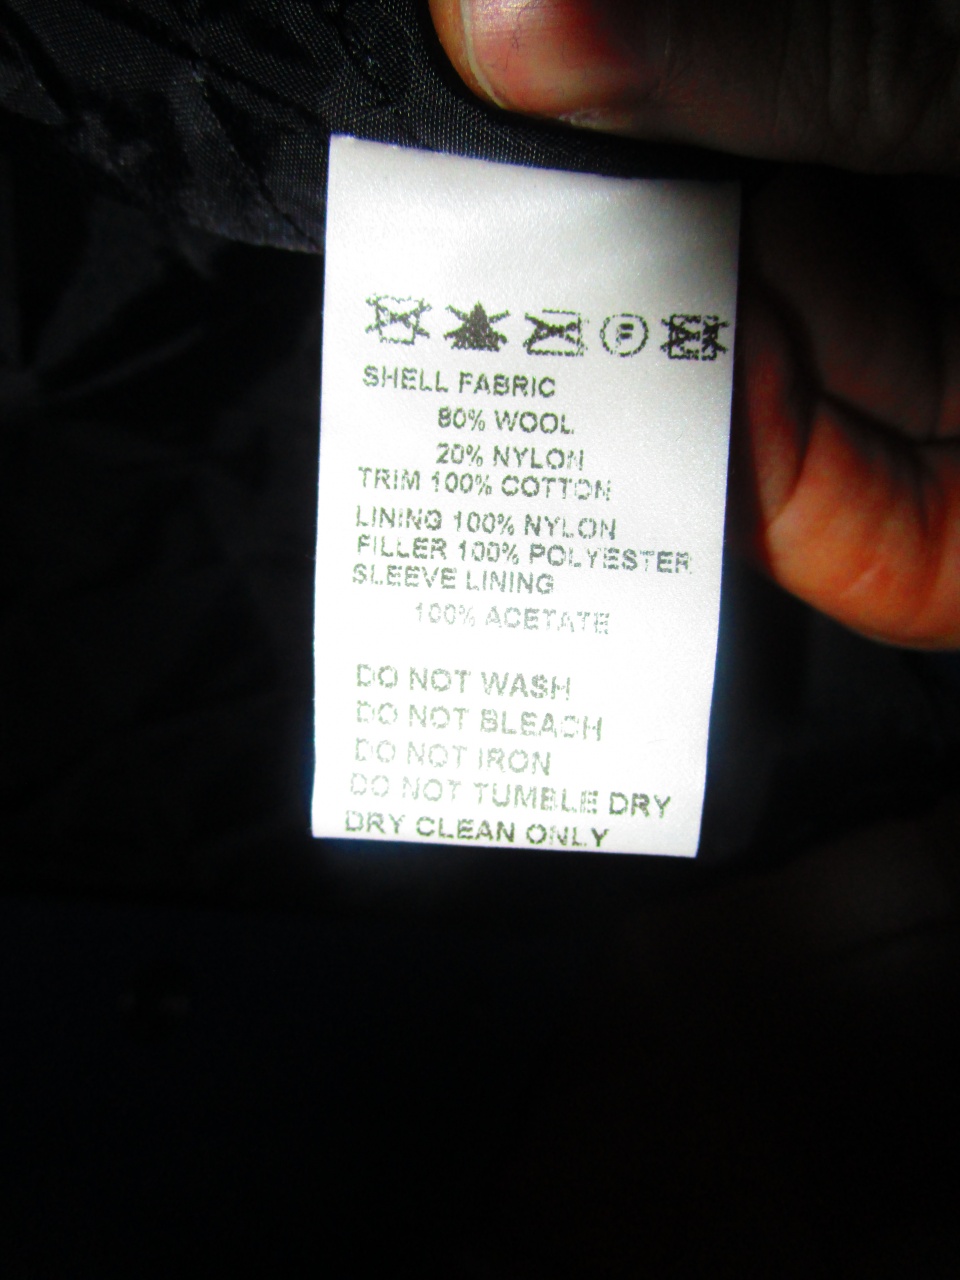 F
SHELL FABRIC
80% WOOL
20% NYLON
TRIM 100% COTTON
LINING 100% NYLON
FILLER 100% POLYESTER
SLEEVE LINING
100% ACETATE
DO NOT WASH
DO NOT BLEACH
DO NOT IRON
DO NOT TUMBLE DRY
DRY CLEAN ONLY